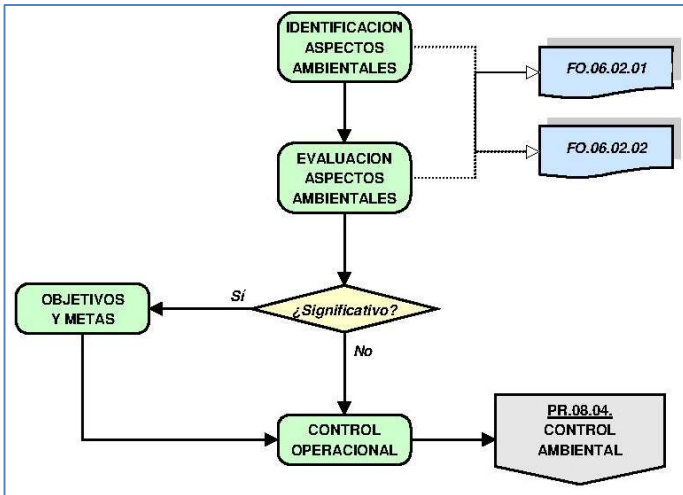 IDENTIFICACION
ASPECTOS
AMBIENTALES
FO.06.02.01
FO.06.02.02
EVALUACION
ASPECTOS
AMBIENTALES
¿Significativo?
Sí
No
OBJETIVOS
Y METAS
CONTROL
OPERACIONAL
PR.08.04.
CONTROL
AMBIENTAL